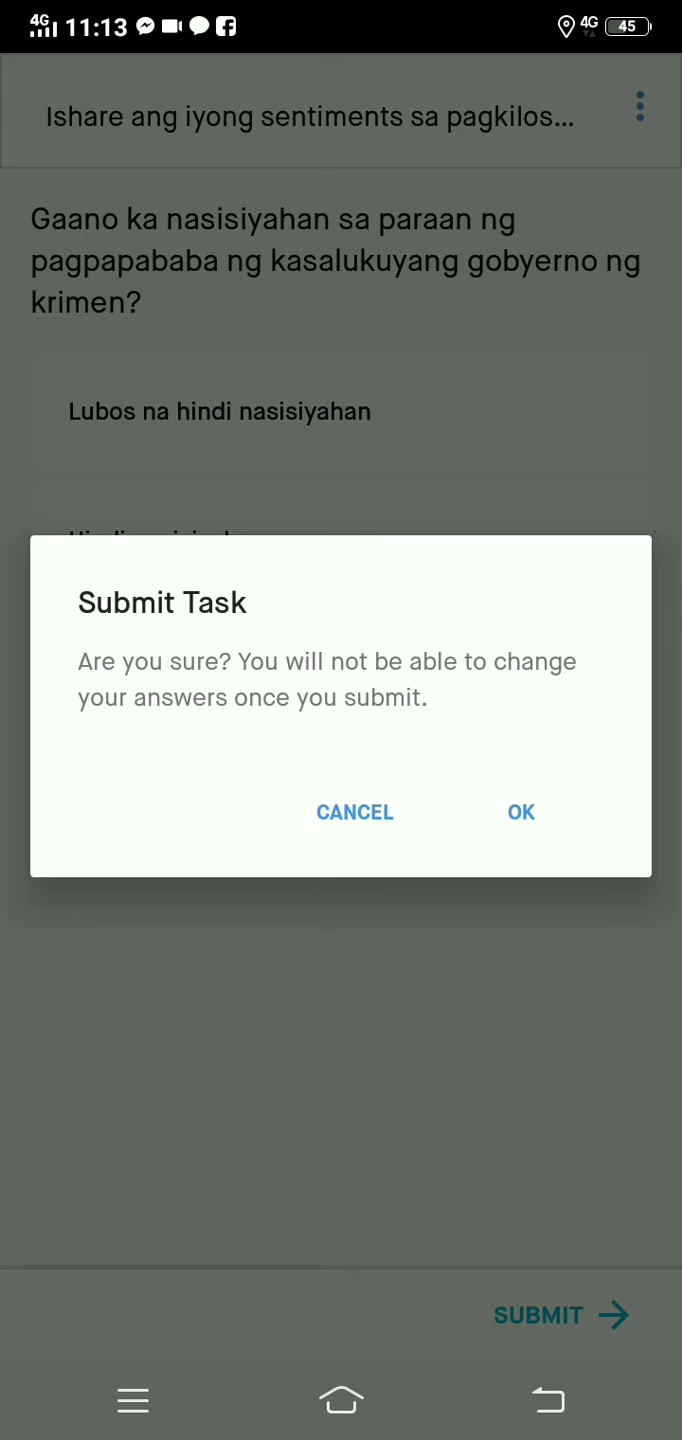 4G 11:13 4G 45
Ishare ang iyong sentiments sa pagkilos...
Gaano ka nasisiyahan sa paraan ng
pagpapababa ng kasalukuyang gobyerno ng
krimen?
Lubos na hindi nasisiyahan
Submit Task
Are you sure? You will not be able to change
your answers once you submit.
CANCEL OK
SUBMIT